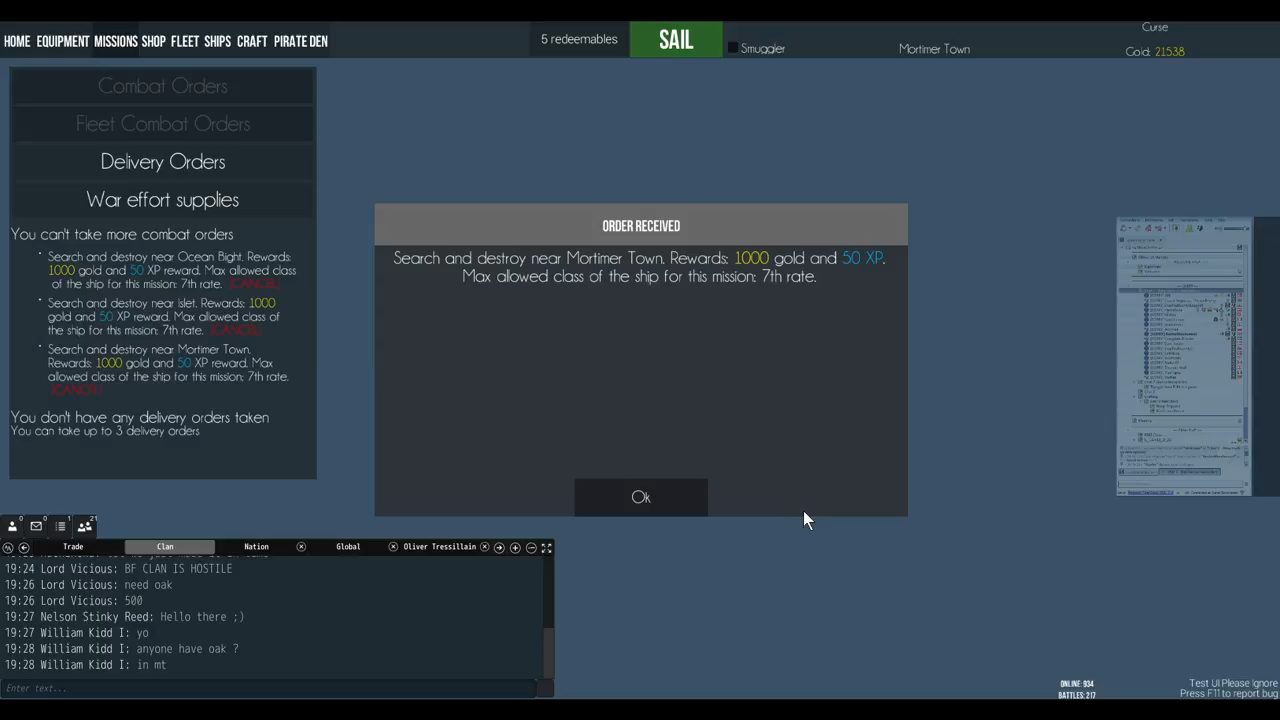 HOME EQUIPMENT MISSIONS SHOP FLEET SHIPS CRAFT PIRATE DEN
5 redeemables
SAIL
Smuggler
Mortimer Town
Curse
Gold: 21538
Combat Orders
Fleet Combat Orders
Delivery Orders
War effort supplies
You can't take more combat orders
Search and destroy near Ocean Bight. Rewards:
1000 gold and 50 XP reward. Max allowed class
of the ship for this mission: 7th rate. [CANCEL]
Search and destroy near Islet. Rewards: 1000
gold and 50 XP reward. Max allowed class of
the ship for this mission: 7th rate. [CANCEL]
Search and destroy near Mortimer Town.
Rewards: 1000 gold and 50 XP reward. Max
allowed class of the ship for this mission: 7th rate.
[CANCEL]
You don't have any delivery orders taken
You can take up to 3 delivery orders
ORDER RECEIVED
Search and destroy near Mortimer Town. Rewards: 1000 gold and 50 XP.
Max allowed class of the ship for this mission: 7th rate.
Ok
0 0 1 21
Trade Clan Nation Global Oliver Tressillain
19:24 Lord Vicious: BF CLAN IS HOSTILE
19:26 Lord Vicious: need oak
19:26 Lord Vicious: 500
19:27 Nelson Stinky Reed: Hello there ;)
19:27 William Kidd I: yo
19:28 William Kidd I: anyone have oak ?
19:28 William Kidd I: in mt
Enter text...
ONLINE: 934
BATTLES: 217
Test UI Please Ignore
Press F11 to report bug